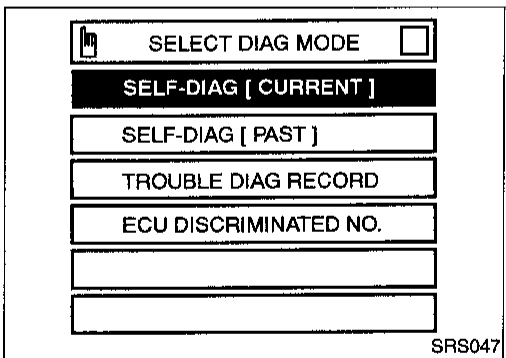 SELECT DIAG MODE
SELF-DIAG [ CURRENT ]
SELF-DIAG [ PAST ]
TROUBLE DIAG RECORD
ECU DISCRIMINATED NO.
SRS047